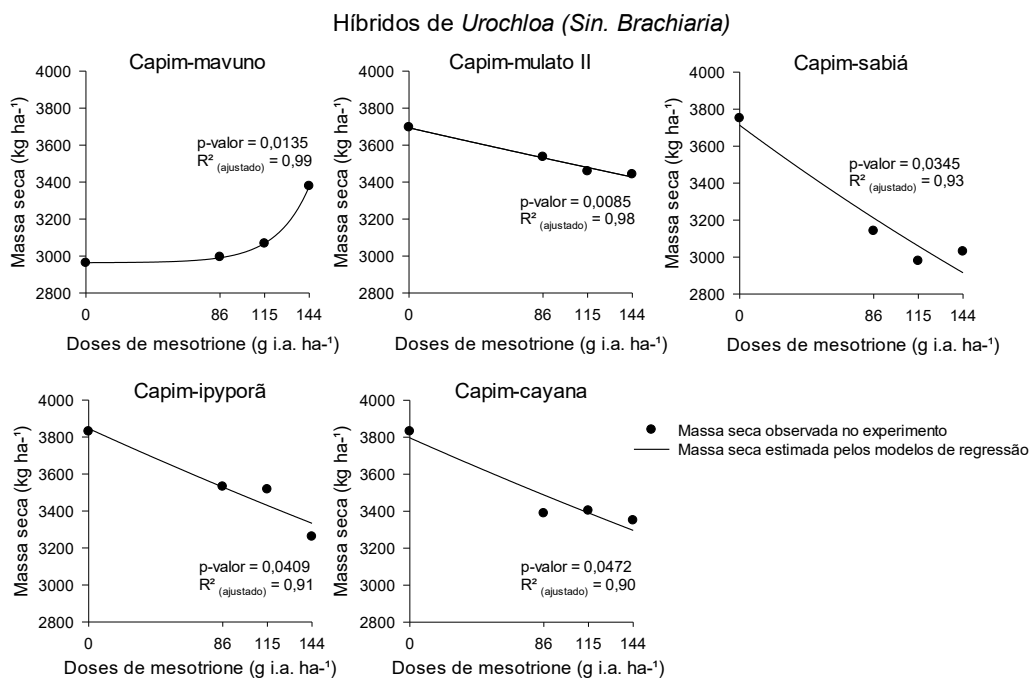 Híbridos de Urochloa (Sin. Brachiaria)
Capim-mavuno
Massa seca (kg ha-¹)
4000
3800
3600
3400
3200
3000
2800
p-valor = 0,0135
R² (ajustado) = 0,99
0
86
115
144
Doses de mesotrione (g i.a. ha-¹)
Capim-mulato II
Massa seca (kg ha-¹)
4000
3800
3600
3400
3200
3000
2800
p-valor = 0,0085
R² (ajustado) = 0,98
0
86
115
144
Doses de mesotrione (g i.a. ha-¹)
Capim-sabiá
Massa seca (kg ha-¹)
4000
3800
3600
3400
3200
3000
2800
p-valor = 0,0345
R² (ajustado) = 0,93
0
86
115
144
Doses de mesotrione (g i.a. ha-¹)
Capim-ipyporã
Massa seca (kg ha-¹)
4000
3800
3600
3400
3200
3000
2800
p-valor = 0,0409
R² (ajustado) = 0,91
0
86
115
144
Doses de mesotrione (g i.a. ha-¹)
Capim-cayana
Massa seca (kg ha-¹)
4000
3800
3600
3400
3200
3000
2800
p-valor = 0,0472
R² (ajustado) = 0,90
0
86
115
144
Doses de mesotrione (g i.a. ha-¹)
Massa seca observada no experimento
Massa seca estimada pelos modelos de regressão